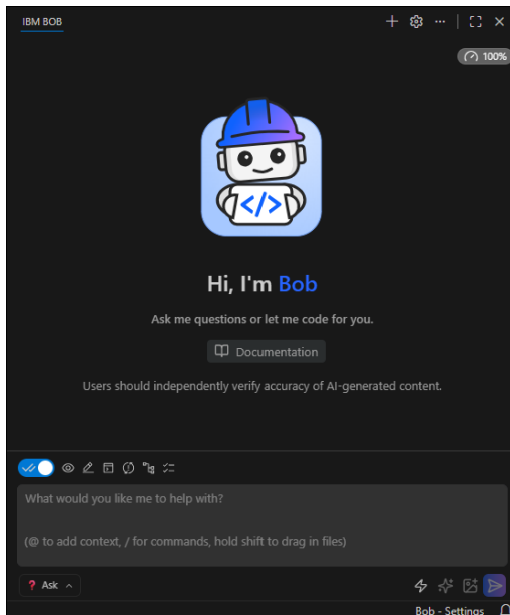 IBM BOB
100%
</>
Hi, I'm Bob
Ask me questions or let me code for you.
Documentation
Users should independently verify accuracy of AI-generated content.
What would you like me to help with?
(@ to add context, / for commands, hold shift to drag in files)
? Ask
Bob - Settings